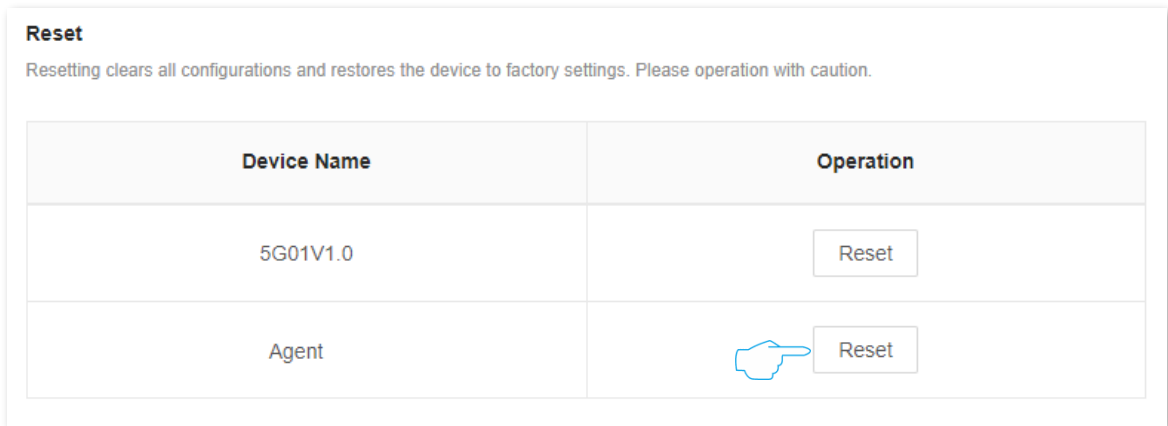 Reset
Resetting clears all configurations and restores the device to factory settings. Please operation with caution.
Device Name Operation
5G01V1.0 Reset
Agent Reset